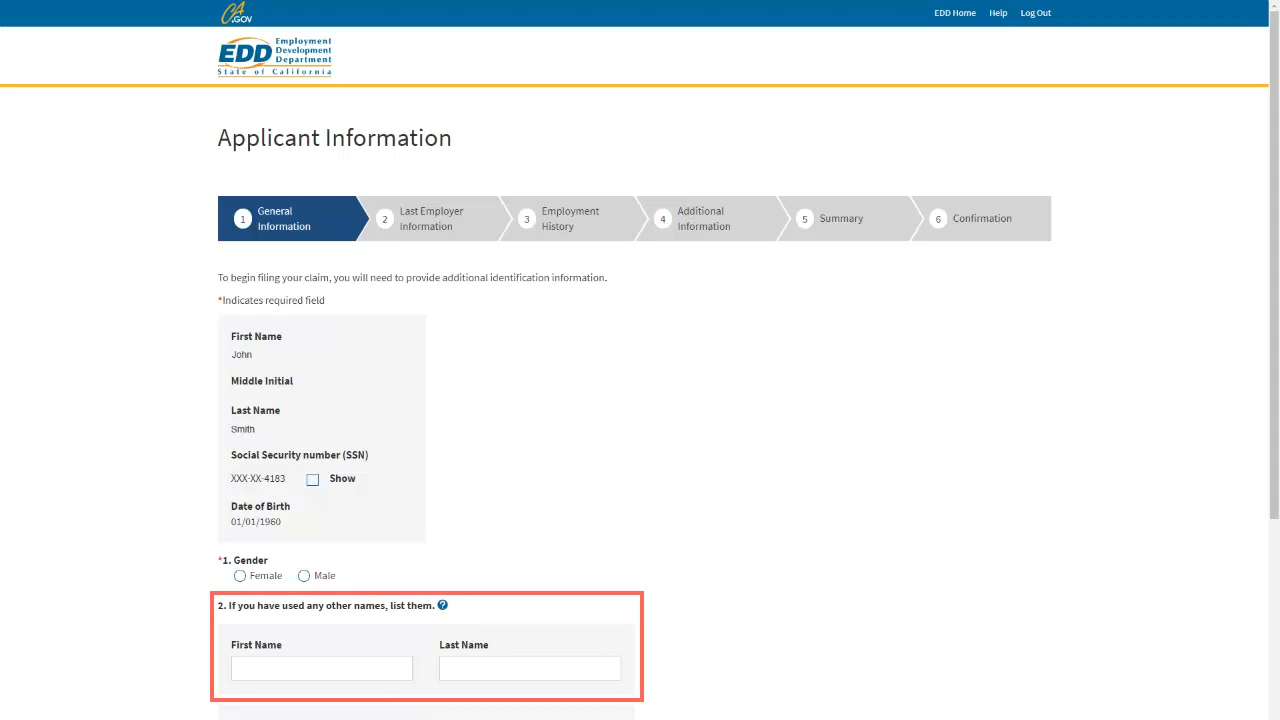 CA.GOV
EDD Home Help Log Out
EDD Employment
Development
Department
State of California
Applicant Information
1 General Information
2 Last Employer Information
3 Employment History
4 Additional Information
5 Summary
6 Confirmation
To begin filing your claim, you will need to provide additional identification information.
*Indicates required field
First Name
John
Middle Initial
Last Name
Smith
Social Security number (SSN)
XXX-XX-4183 Show
Date of Birth
01/01/1960
*1. Gender
Female Male
2. If you have used any other names, list them. ?
First Name Last Name